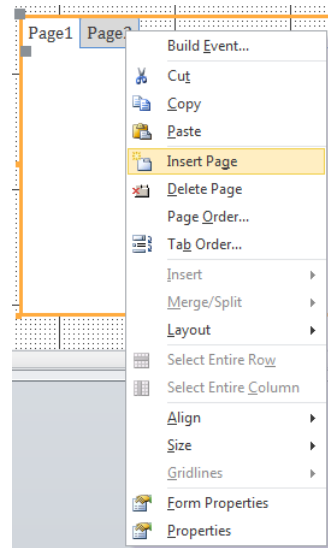 Page1 Page2
Build Event...
Cut
Copy
Paste
Insert Page
Delete Page
Page Order...
Tab Order...
Insert
Merge/Split
Layout
Select Entire Row
Select Entire Column
Align
Size
Gridlines
Form Properties
Properties